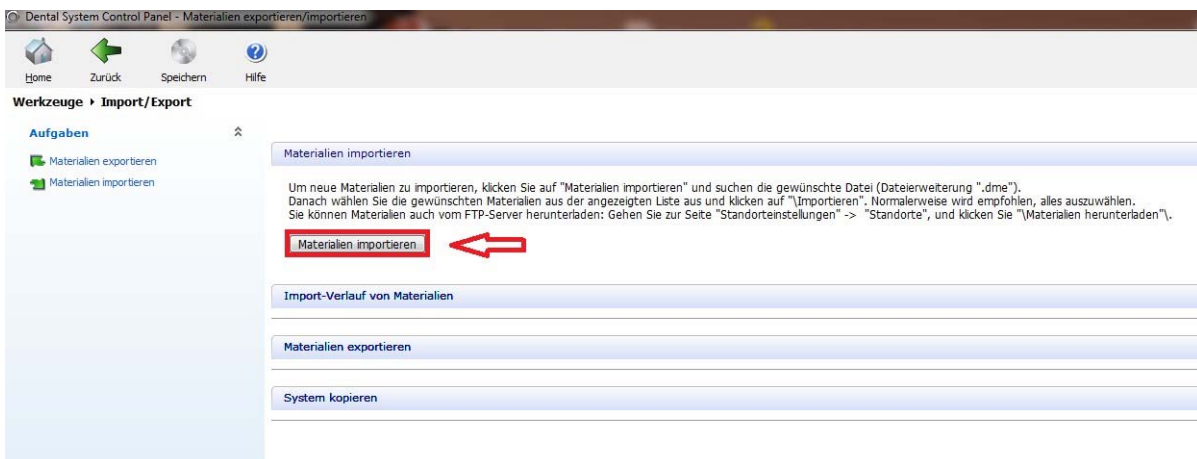 Dental System Control Panel - Materialien exportieren/importieren
Home Zurück Speichern Hilfe
Werkzeuge Import/Export
Aufgaben
Materialien exportieren
Materialien importieren
Materialien importieren
Um neue Materialien zu importieren, klicken Sie auf "Materialien importieren" und suchen die gewünschte Datei (Dateierweiterung ".dme").
Danach wählen Sie die gewünschten Materialien aus der angezeigten Liste aus und klicken auf "\Importieren". Normalerweise wird empfohlen, alles auszuwählen.
Sie können Materialien auch vom FTP-Server herunterladen: Gehen Sie zur Seite "Standorteinstellungen" -> "Standorte", und klicken Sie "\Materialien herunterladen"\.
Materialien importieren
Import-Verlauf von Materialien
Materialien exportieren
System kopieren